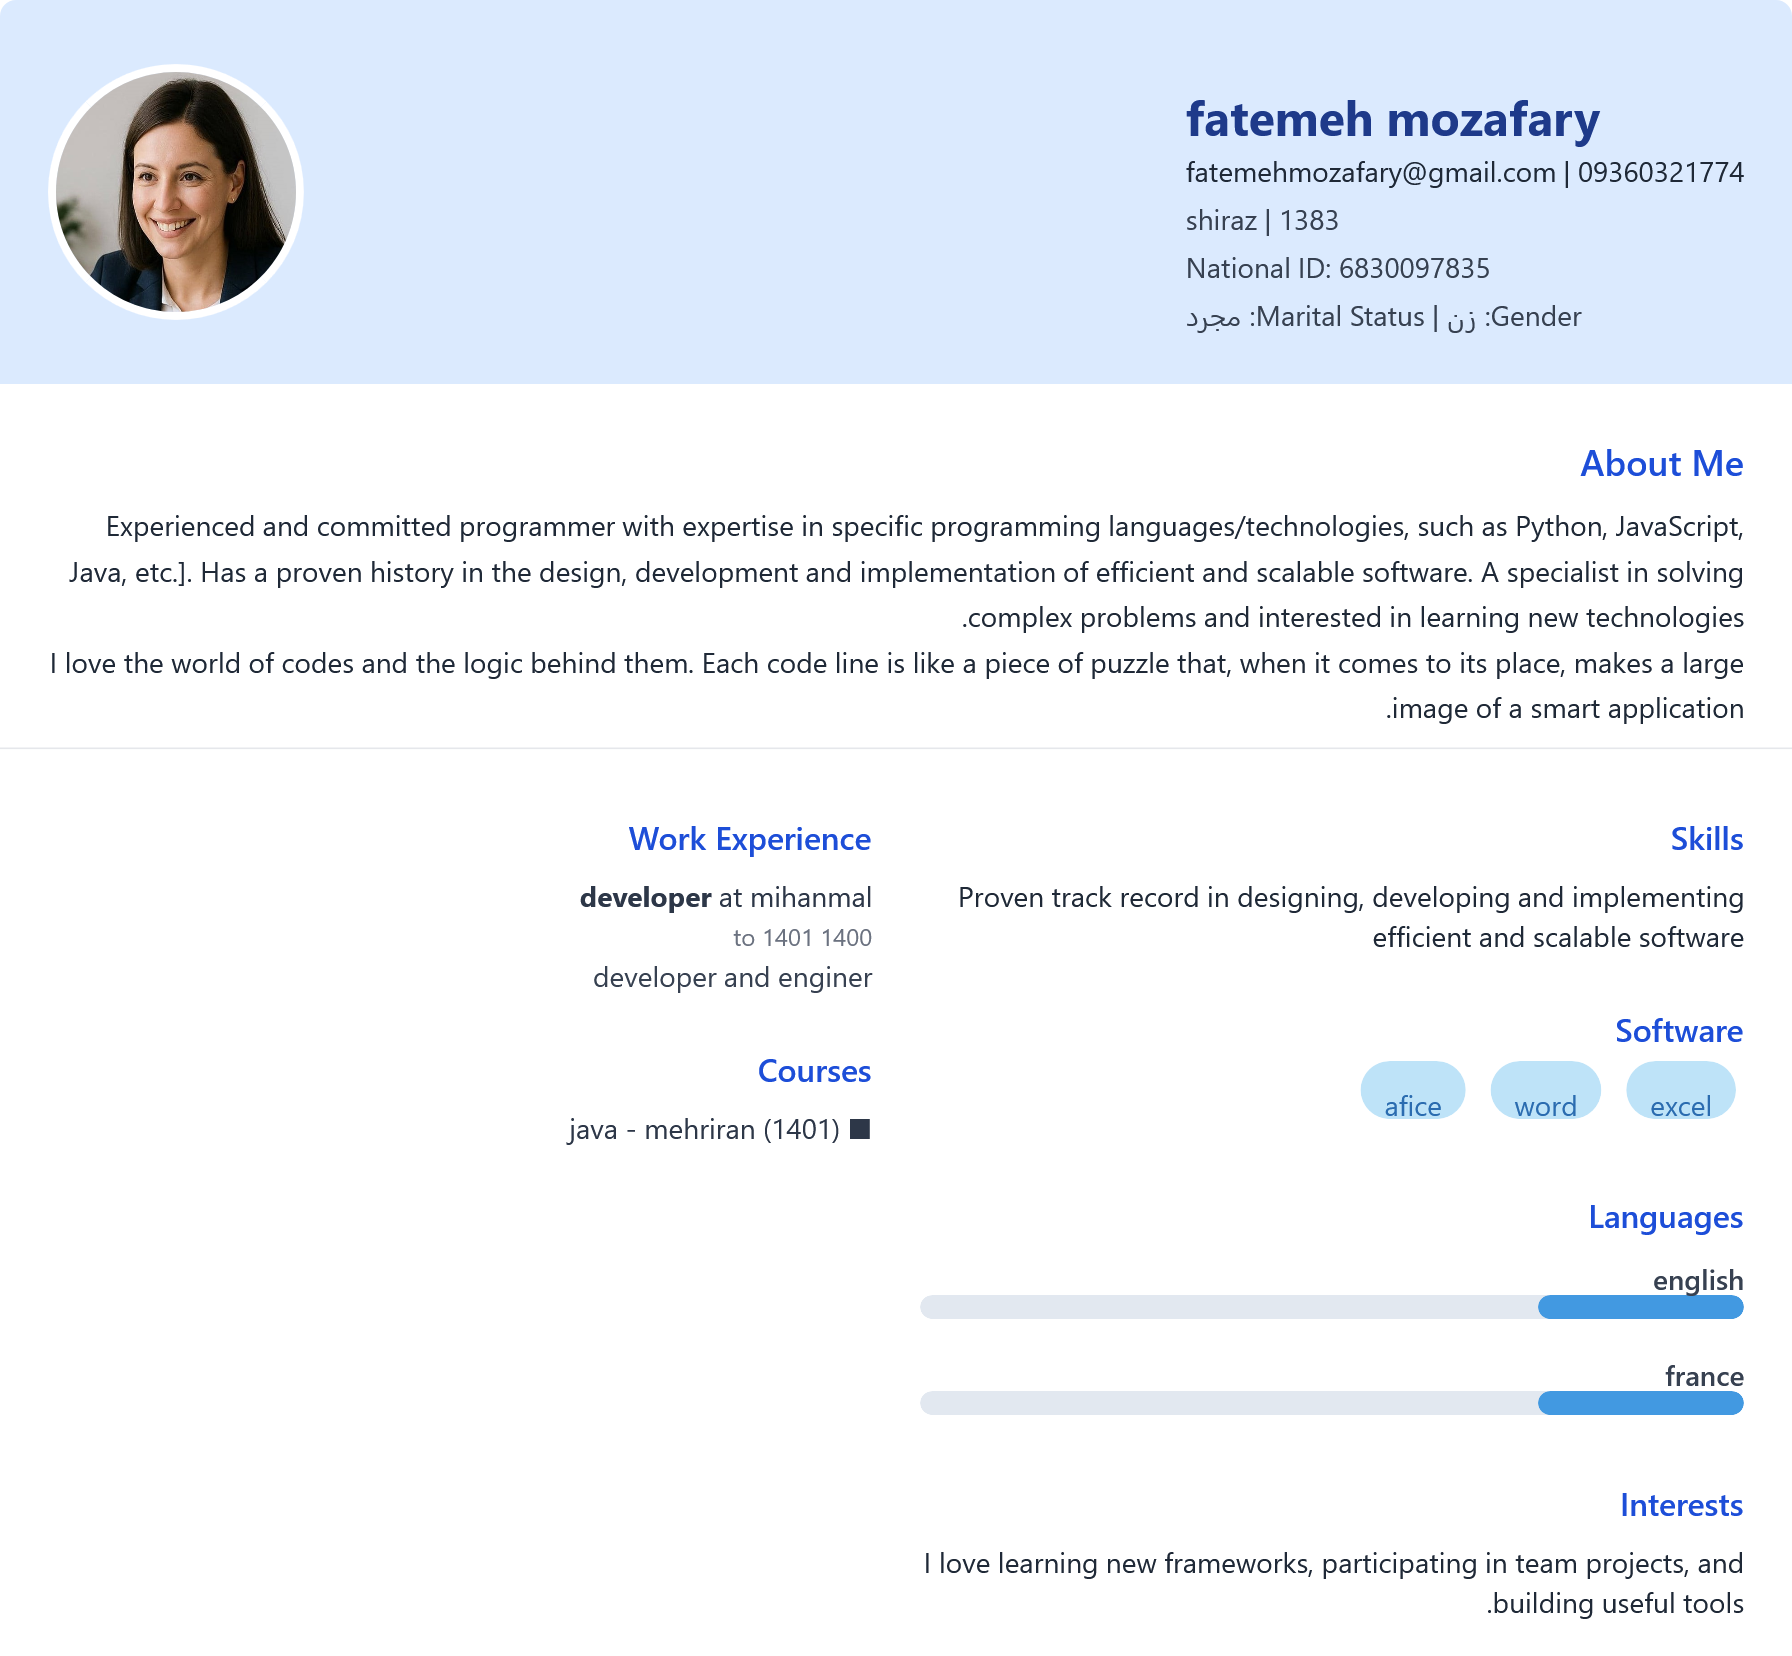 fatemeh mozafary
fatemehmozafary@gmail.com | 09360321774
shiraz | 1383
National ID: 6830097835
مجرد :Marital Status | زن :Gender
About Me
Experienced and committed programmer with expertise in specific programming languages/technologies, such as Python, JavaScript,
Java, etc.]. Has a proven history in the design, development and implementation of efficient and scalable software. A specialist in solving
.complex problems and interested in learning new technologies
I love the world of codes and the logic behind them. Each code line is like a piece of puzzle that, when it comes to its place, makes a large
.image of a smart application
Skills
Proven track record in designing, developing and implementing
efficient and scalable software
Software
afice word excel
Languages
english
france
Interests
I love learning new frameworks, participating in team projects, and
.building useful tools
Work Experience
developer at mihanmal
to 1401 1400
developer and enginer
Courses
java - mehriran (1401) ■